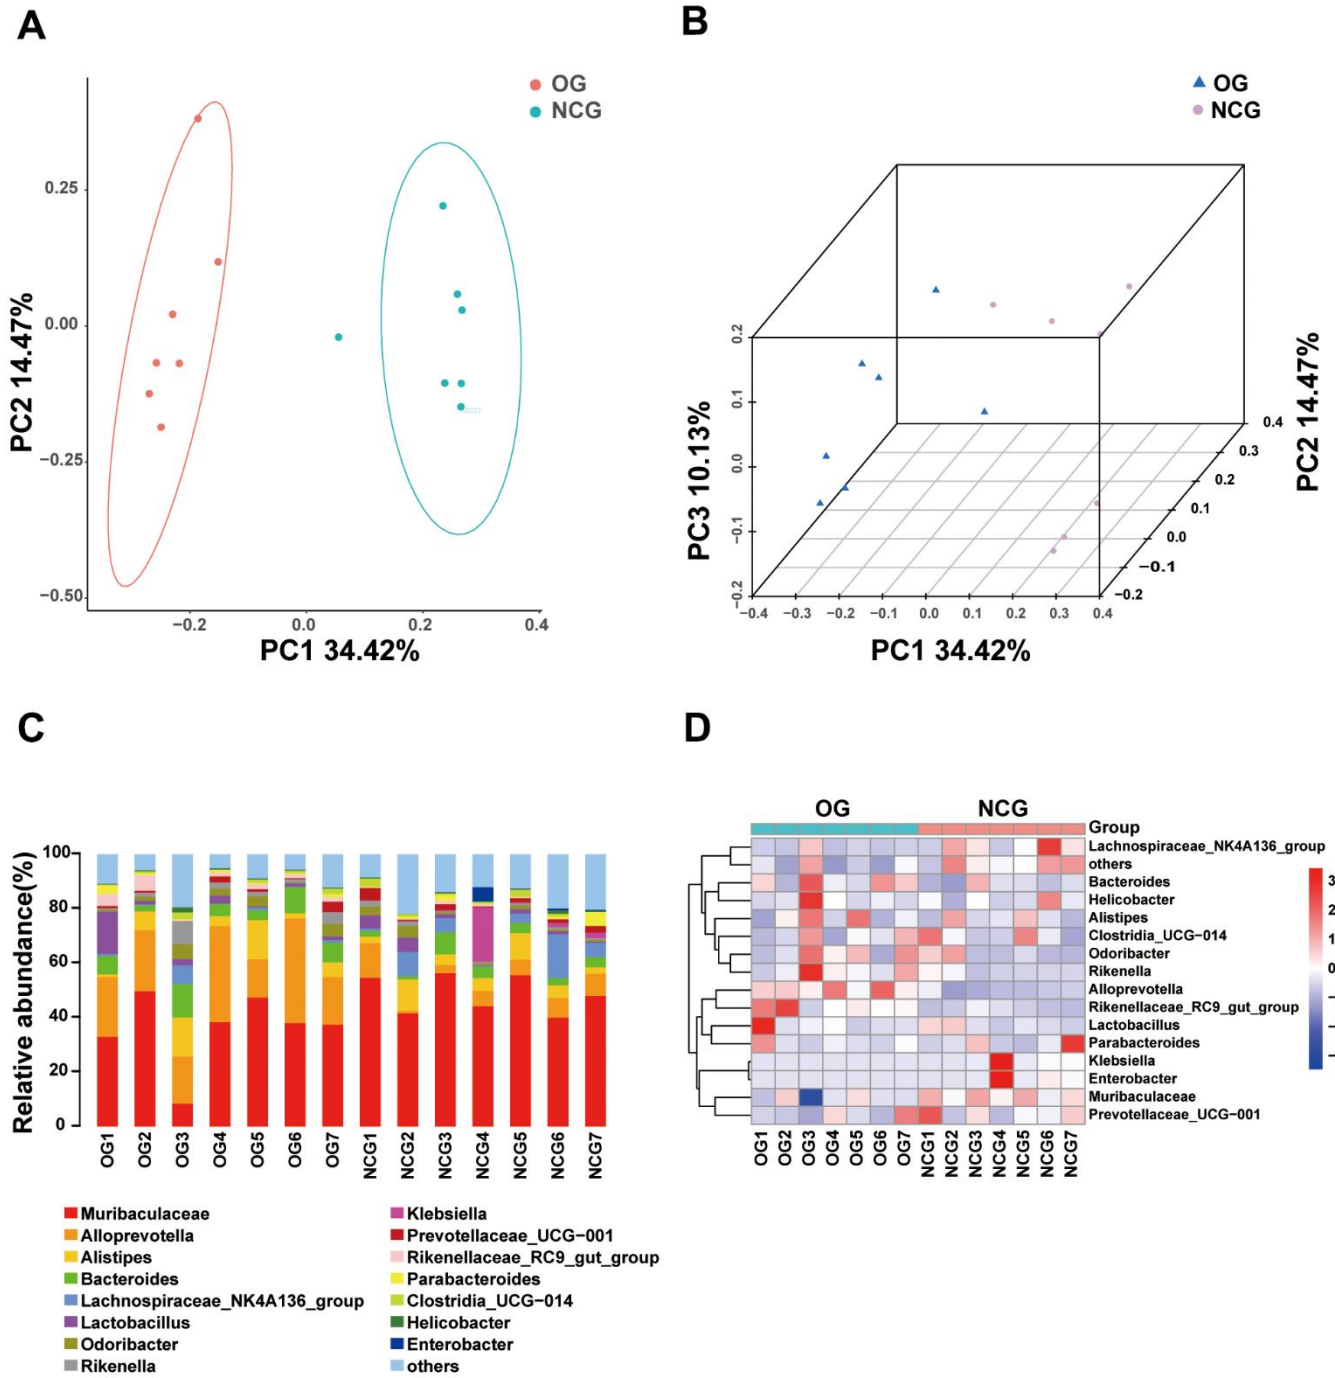 A
OG
NCG
0.25
0.00
−0.25
−0.50
PC2 14.47%
NCG7
−0.2
0.0
0.2
0.4
PC1 34.42%
B
OG
NCG
0.2
0.1
0.0
−0.1
−0.2
PC3 10.13%
0.4
0.3
0.2
0.1
0.0
−0.1
−0.2
PC2 14.47%
−0.4
−0.3
−0.2
−0.1
0.0
0.1
0.2
0.3
0.4
PC1 34.42%
C
Relative abundance(%)
100
80
60
40
20
0
OG1
OG2
OG3
OG4
OG5
OG6
OG7
NCG1
NCG2
NCG3
NCG4
NCG5
NCG6
NCG7
Muribaculaceae
Alloprevotella
Alistipes
Bacteroides
Lachnospiraceae_NK4A136_group
Lactobacillus
Odoribacter
Rikenella
Klebsiella
Prevotellaceae_UCG−001
Rikenellaceae_RC9_gut_group
Parabacteroides
Clostridia_UCG−014
Helicobacter
Enterobacter
others
D
OG
NCG
Group
Lachnospiraceae_NK4A136_group
others
Bacteroides
Helicobacter
Alistipes
Clostridia_UCG−014
Odoribacter
Rikenella
Alloprevotella
Rikenellaceae_RC9_gut_group
Lactobacillus
Parabacteroides
Klebsiella
Enterobacter
Muribaculaceae
Prevotellaceae_UCG−001
OG1
OG2
OG3
OG4
OG5
OG6
OG7
NCG1
NCG2
NCG3
NCG4
NCG5
NCG6
NCG7
3
2
1
0